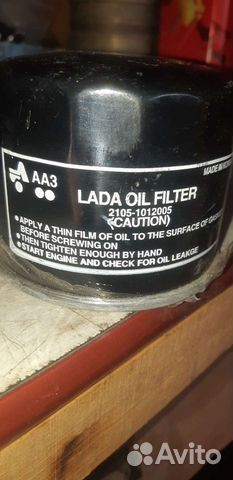 MADE IN
AAЗ
LADA OIL FILTER
2105-1012005
(CAUTION)
• APPLY A THIN FILM OF OIL TO THE SURFACE OF
BEFORE SCREWING ON
• THEN TIGHTEN ENOUGH BY HAND
• START ENGINE AND CHECK FOR OIL LEAKGE
Avito